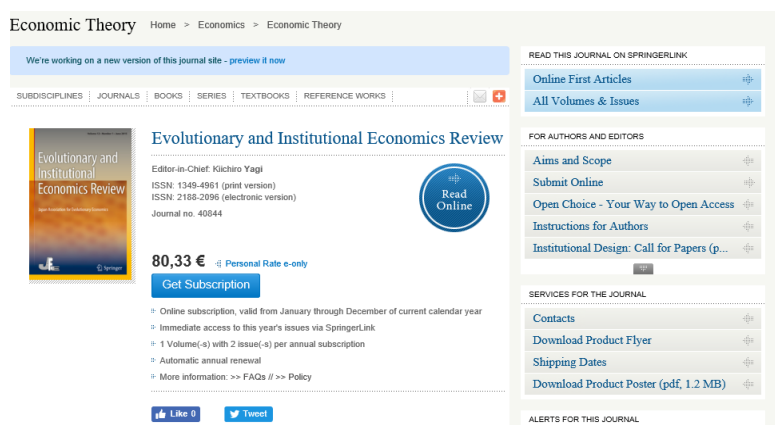 Economic Theory
Home > Economics > Economic Theory
We're working on a new version of this journal site - preview it now
SUBDISCIPLINES JOURNALS BOOKS SERIES TEXTBOOKS REFERENCE WORKS
Evolutionary and
Institutional
Economics Review
Springer
Evolutionary and Institutional Economics Review
Editor-in-Chief: Kiichiro Yagi
ISSN: 1349-4961 (print version)
ISSN: 2188-2096 (electronic version)
Journal no. 40844
Read
Online
80,33 € Personal Rate e-only
Get Subscription
Online subscription, valid from January through December of current calendar year
Immediate access to this year's issues via SpringerLink
1 Volume(-s) with 2 issue(-s) per annual subscription
Automatic annual renewal
More information: >> FAQs // >> Policy
Like 0
Tweet
READ THIS JOURNAL ON SPRINGERLINK
Online First Articles
All Volumes & Issues
FOR AUTHORS AND EDITORS
Aims and Scope
Submit Online
Open Choice - Your Way to Open Access
Instructions for Authors
Institutional Design: Call for Papers (p...
SERVICES FOR THE JOURNAL
Contacts
Download Product Flyer
Shipping Dates
Download Product Poster (pdf, 1.2 MB)
ALERTS FOR THIS JOURNAL